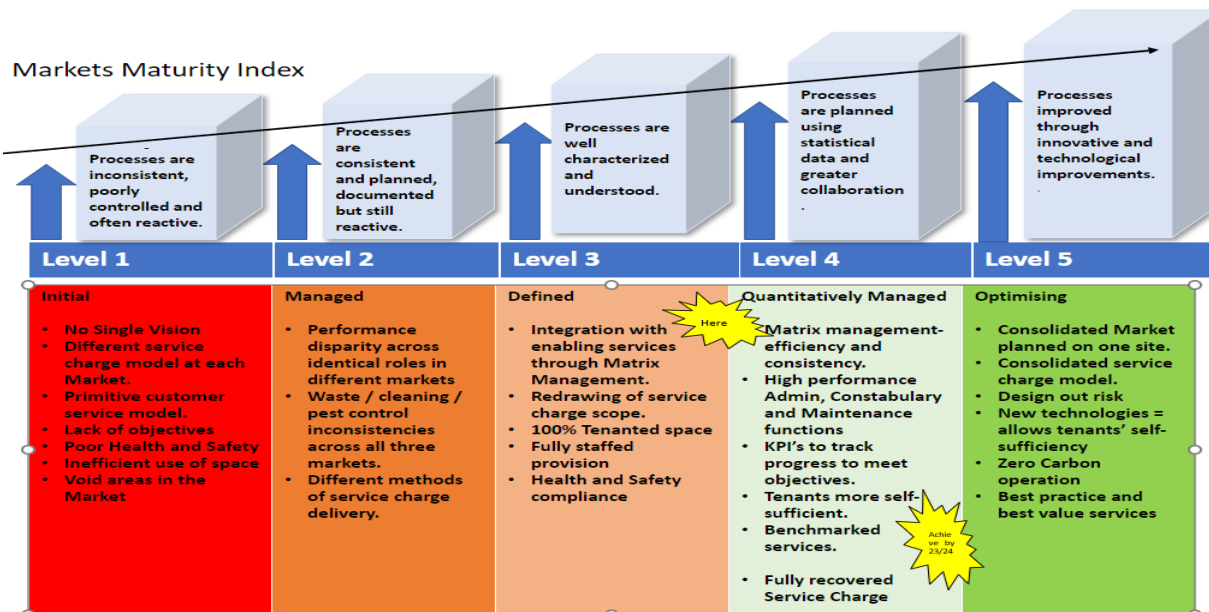 Markets Maturity Index
Processes are
inconsistent,
poorly
controlled and
often reactive.
Processes
are
consistent
and planned,
documented
but still
reactive.
Processes are
well
characterized
and
understood.
Processes
are planned
using
statistical
data and
greater
collaboration
.
Processes
improved
through
innovative and
technological
improvements.
.
Level 1
Level 2
Level 3
Level 4
Level 5
Initial
• No Single Vision
• Different service
charge model at each
Market.
• Primitive customer
service model.
• Lack of objectives
• Poor Health and Safety
• Inefficient use of space
• Void areas in the
Market
Managed
• Performance
disparity across
identical roles in
different markets
• Waste / cleaning /
pest control
inconsistencies
across all three
markets.
• Different methods
of service charge
delivery.
Defined
• Integration with
enabling services
through Matrix
Management.
• Redrawing of service
charge scope.
• 100% Tenanted space
• Fully staffed
provision
• Health and Safety
compliance
Here
Quantitatively Managed
Matrix management-
efficiency and
consistency.
• High performance
Admin, Constabulary
and Maintenance
functions
• KPI's to track
progress to meet
objectives.
• Tenants more self-
sufficient.
• Benchmarked
services.
• Fully recovered
Service Charge
Achie
ve by
23/24
Optimising
• Consolidated Market
planned on one site.
• Consolidated service
charge model.
• Design out risk
• New technologies =
allows tenants' self-
sufficiency
• Zero Carbon
operation
• Best practice and
best value services